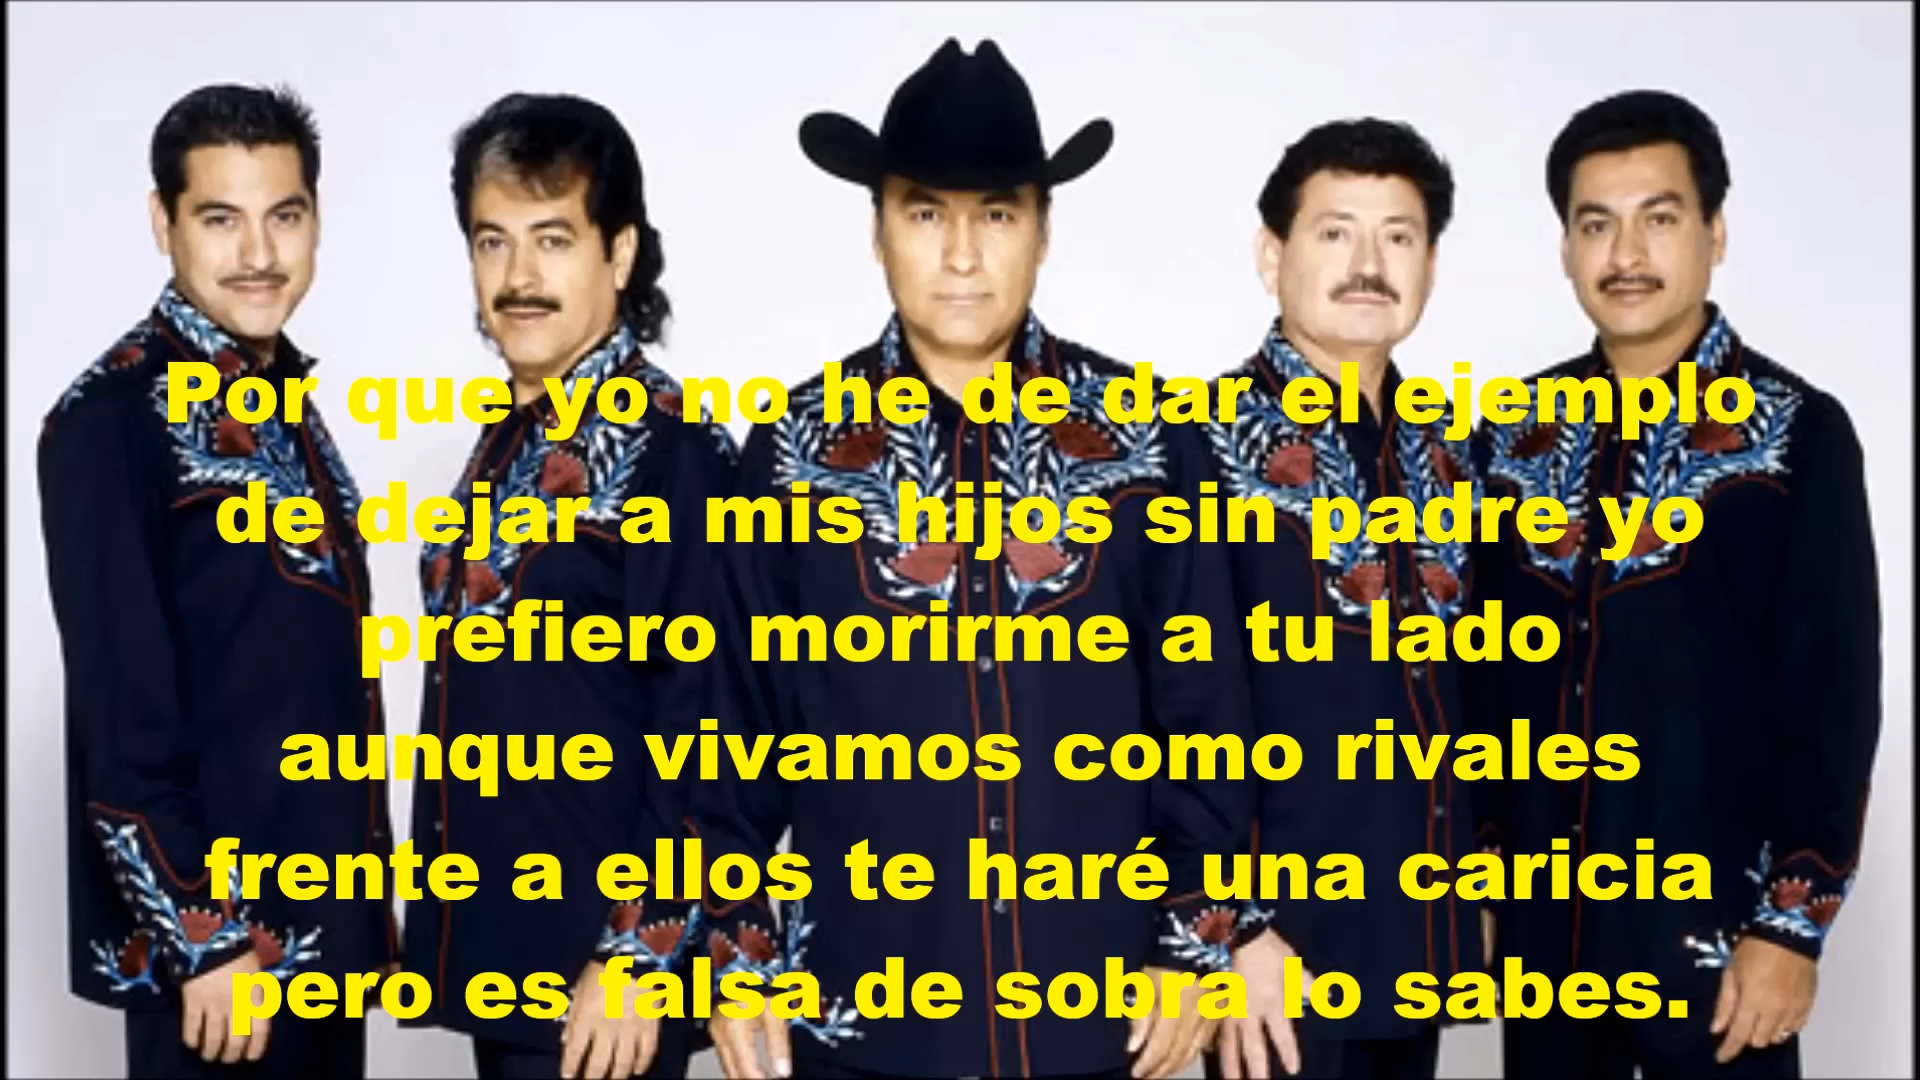 Por que yo no he de dar el ejemplo
de dejar a mis hijos sin padre yo
prefiero morirme a tu lado
aunque vivamos como rivales
frente a ellos te haré una caricia
pero es falsa de sobra lo sabes.